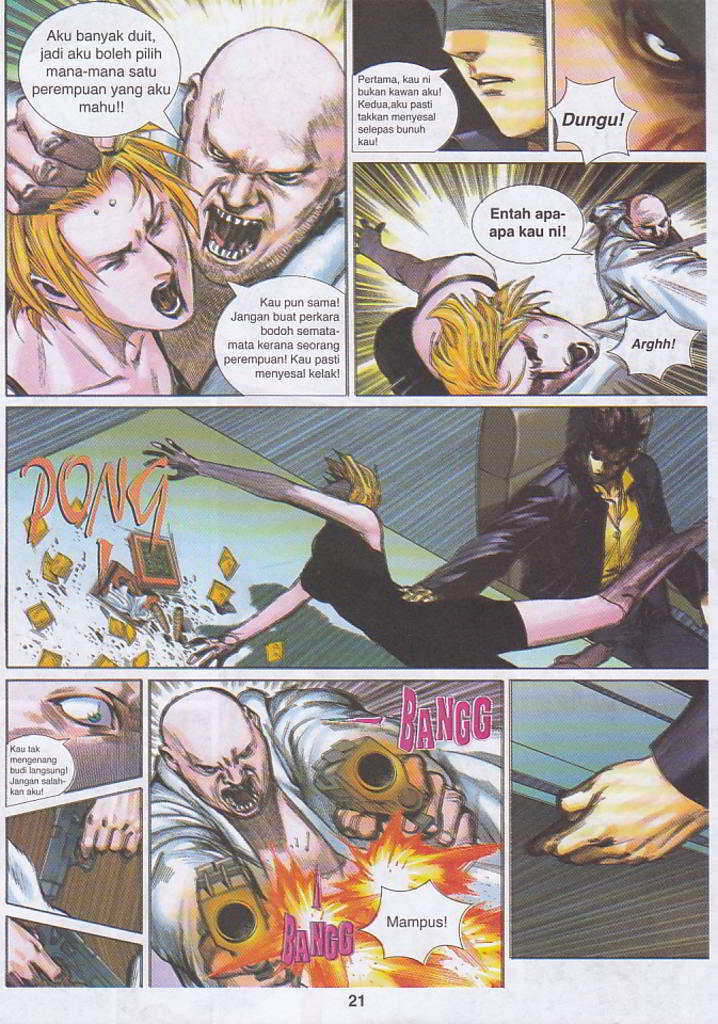 Aku banyak duit,
jadi aku boleh pilih
mana-mana satu
perempuan yang aku
mahu!!
Kau pun sama!
Jangan buat perkara
bodoh semata-
mata kerana seorang
perempuan! Kau pasti
menyesal kelak!
Pertama, kau ni
bukan kawan aku!
Kedua,aku pasti
takkan menyesal
selepas bunuh
kau!
Dungu!
Entah apa-
apa kau ni!
Arghh!
PONG
Kau tak
mengenang
budi langsung!
Jangan salah-
kan aku!
BANGG
BANGG
Mampus!
21